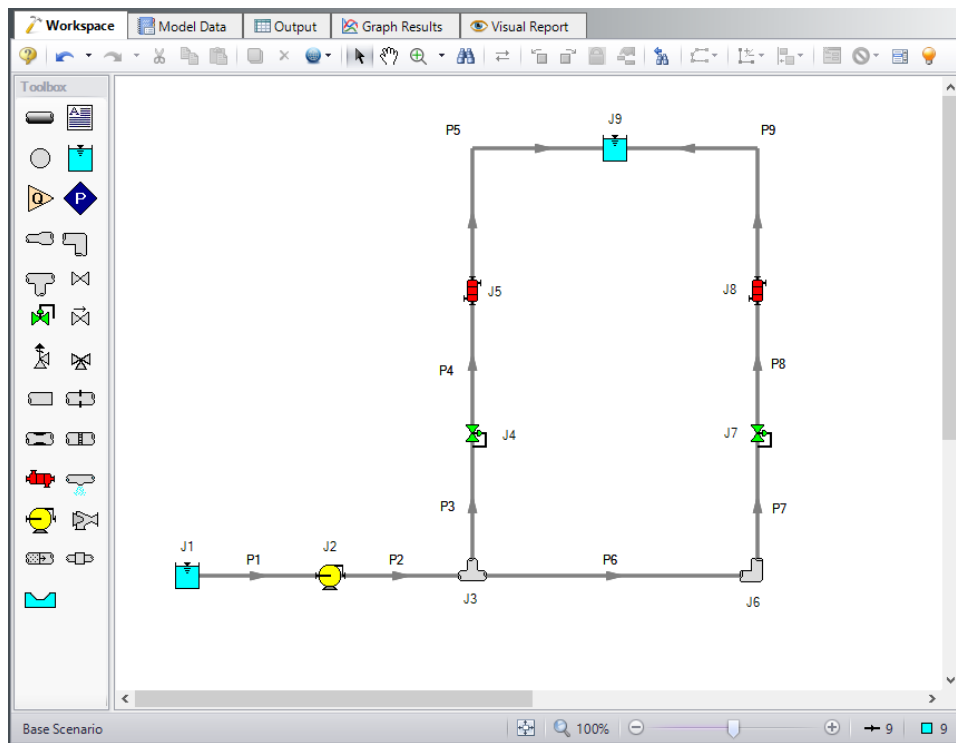 Workspace
Model Data
Output
Graph Results
Visual Report
Toolbox
A
Q
P
J9
P5
P9
J5
J8
P4
P8
J4
J7
P3
P7
J1
P1
J2
P2
P6
J3
J6
Base Scenario
100%
9
9